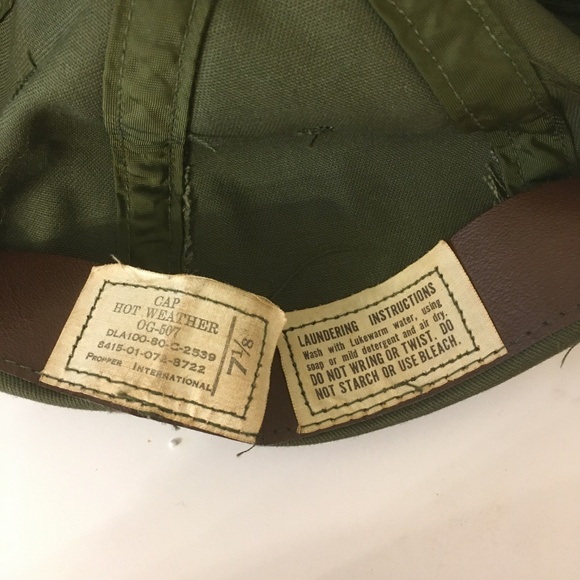 CAP
HOT WEATHER
OG-507
DLA100-80-C-2539
8415-01-072-8722
PROPPER INTERNATIONAL
7 1/8
LAUNDERING INSTRUCTIONS
Wash with Lukewarm water, using
soap or mild detergent and air dry.
DO NOT WRING OR TWIST. DO
NOT STARCH OR USE BLEACH.